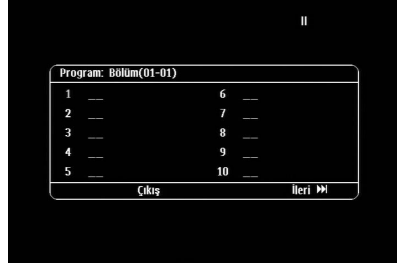 II
Program: Bölüm(01-01)
1 __ 6 __
2 __ 7 __
3 __ 8 __
4 __ 9 __
5 __ 10 __
Çıkış İleri ⏭